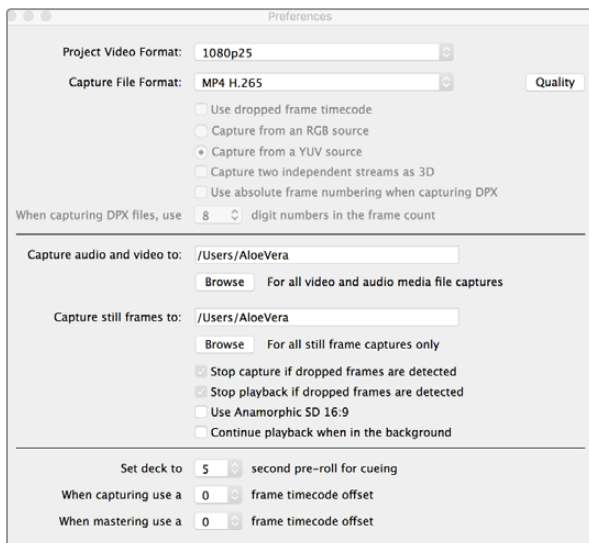 Preferences
Project Video Format: 1080p25
Capture File Format: MP4 H.265 Quality
Use dropped frame timecode
Capture from an RGB source
Capture from a YUV source
Capture two independent streams as 3D
Use absolute frame numbering when capturing DPX
When capturing DPX files, use 8 digit numbers in the frame count
Capture audio and video to: /Users/AloeVera
Browse For all video and audio media file captures
Capture still frames to: /Users/AloeVera
Browse For all still frame captures only
Stop capture if dropped frames are detected
Stop playback if dropped frames are detected
Use Anamorphic SD 16:9
Continue playback when in the background
Set deck to 5 second pre-roll for cueing
When capturing use a 0 frame timecode offset
When mastering use a 0 frame timecode offset